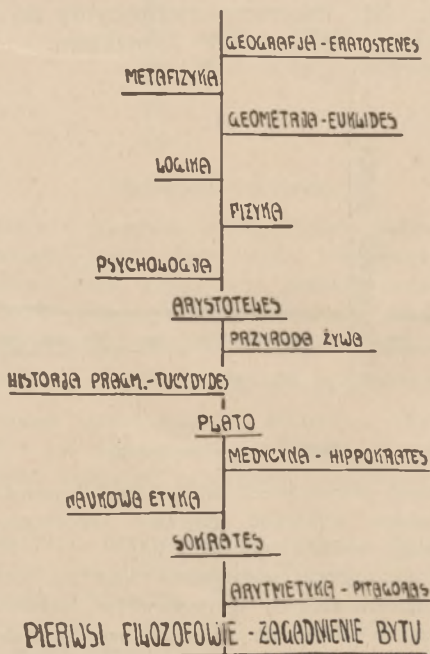 GEOGRAFJA - ERATOSTENES
METAFIZYKA
GEOMETRJA - EUKLIDES
LOGIKA
FIZYKA
PSYCHOLOGJA
ARYSTOTELES
PRZYRODA ŻYWA
HISTORJA PRAGM. - TUCYDYDES
PLATO
MEDYCYNA - HIPPOKRATES
NAUKOWA ETYKA
SOKRATES
ARYTMETYKA - PITAGORAS
PIERWSI FILOZOFOWIE - ZAGADNIENIE BYTU